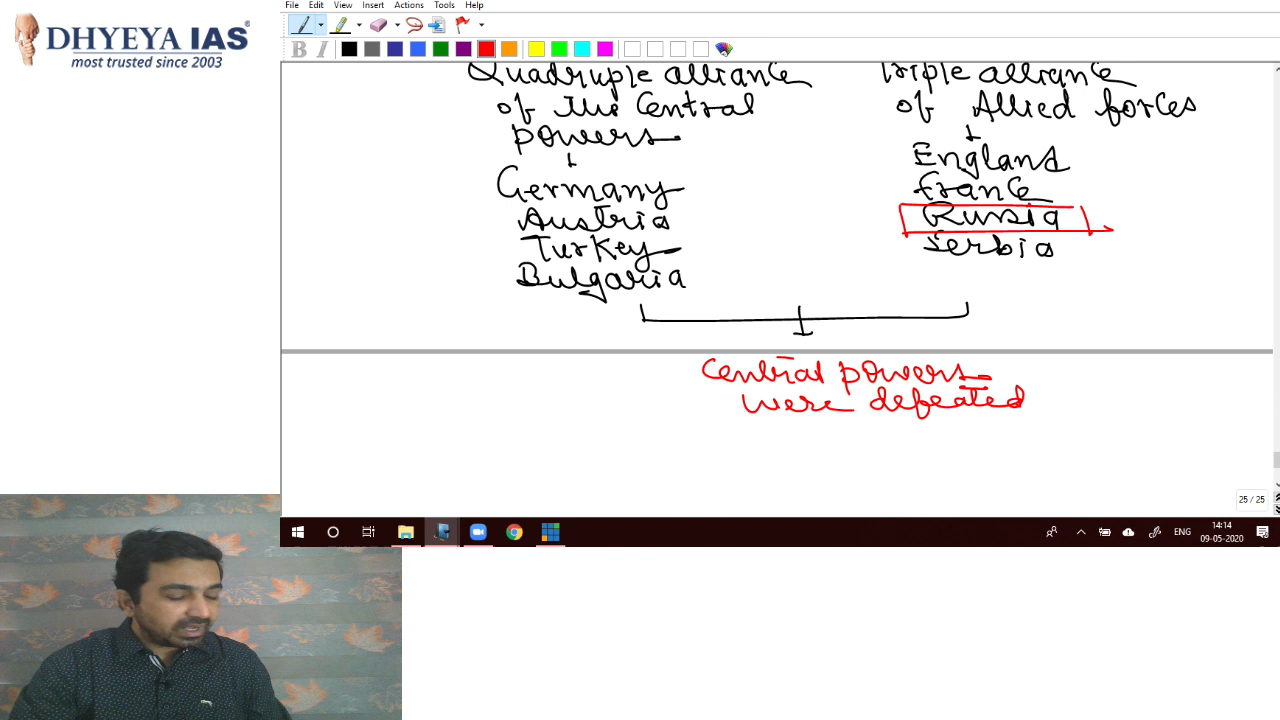 DHYEYA IAS®
most trusted since 2003
File Edit View Insert Actions Tools Help
B I
Quadruple alliance
of the Central
powers
Germany
Austria
Turkey
Bulgaria
Triple alliance
of Allied forces
England
france
Russia
Serbia
Central powers
were defeated
25 / 25
ENG
14:14
09-05-2020